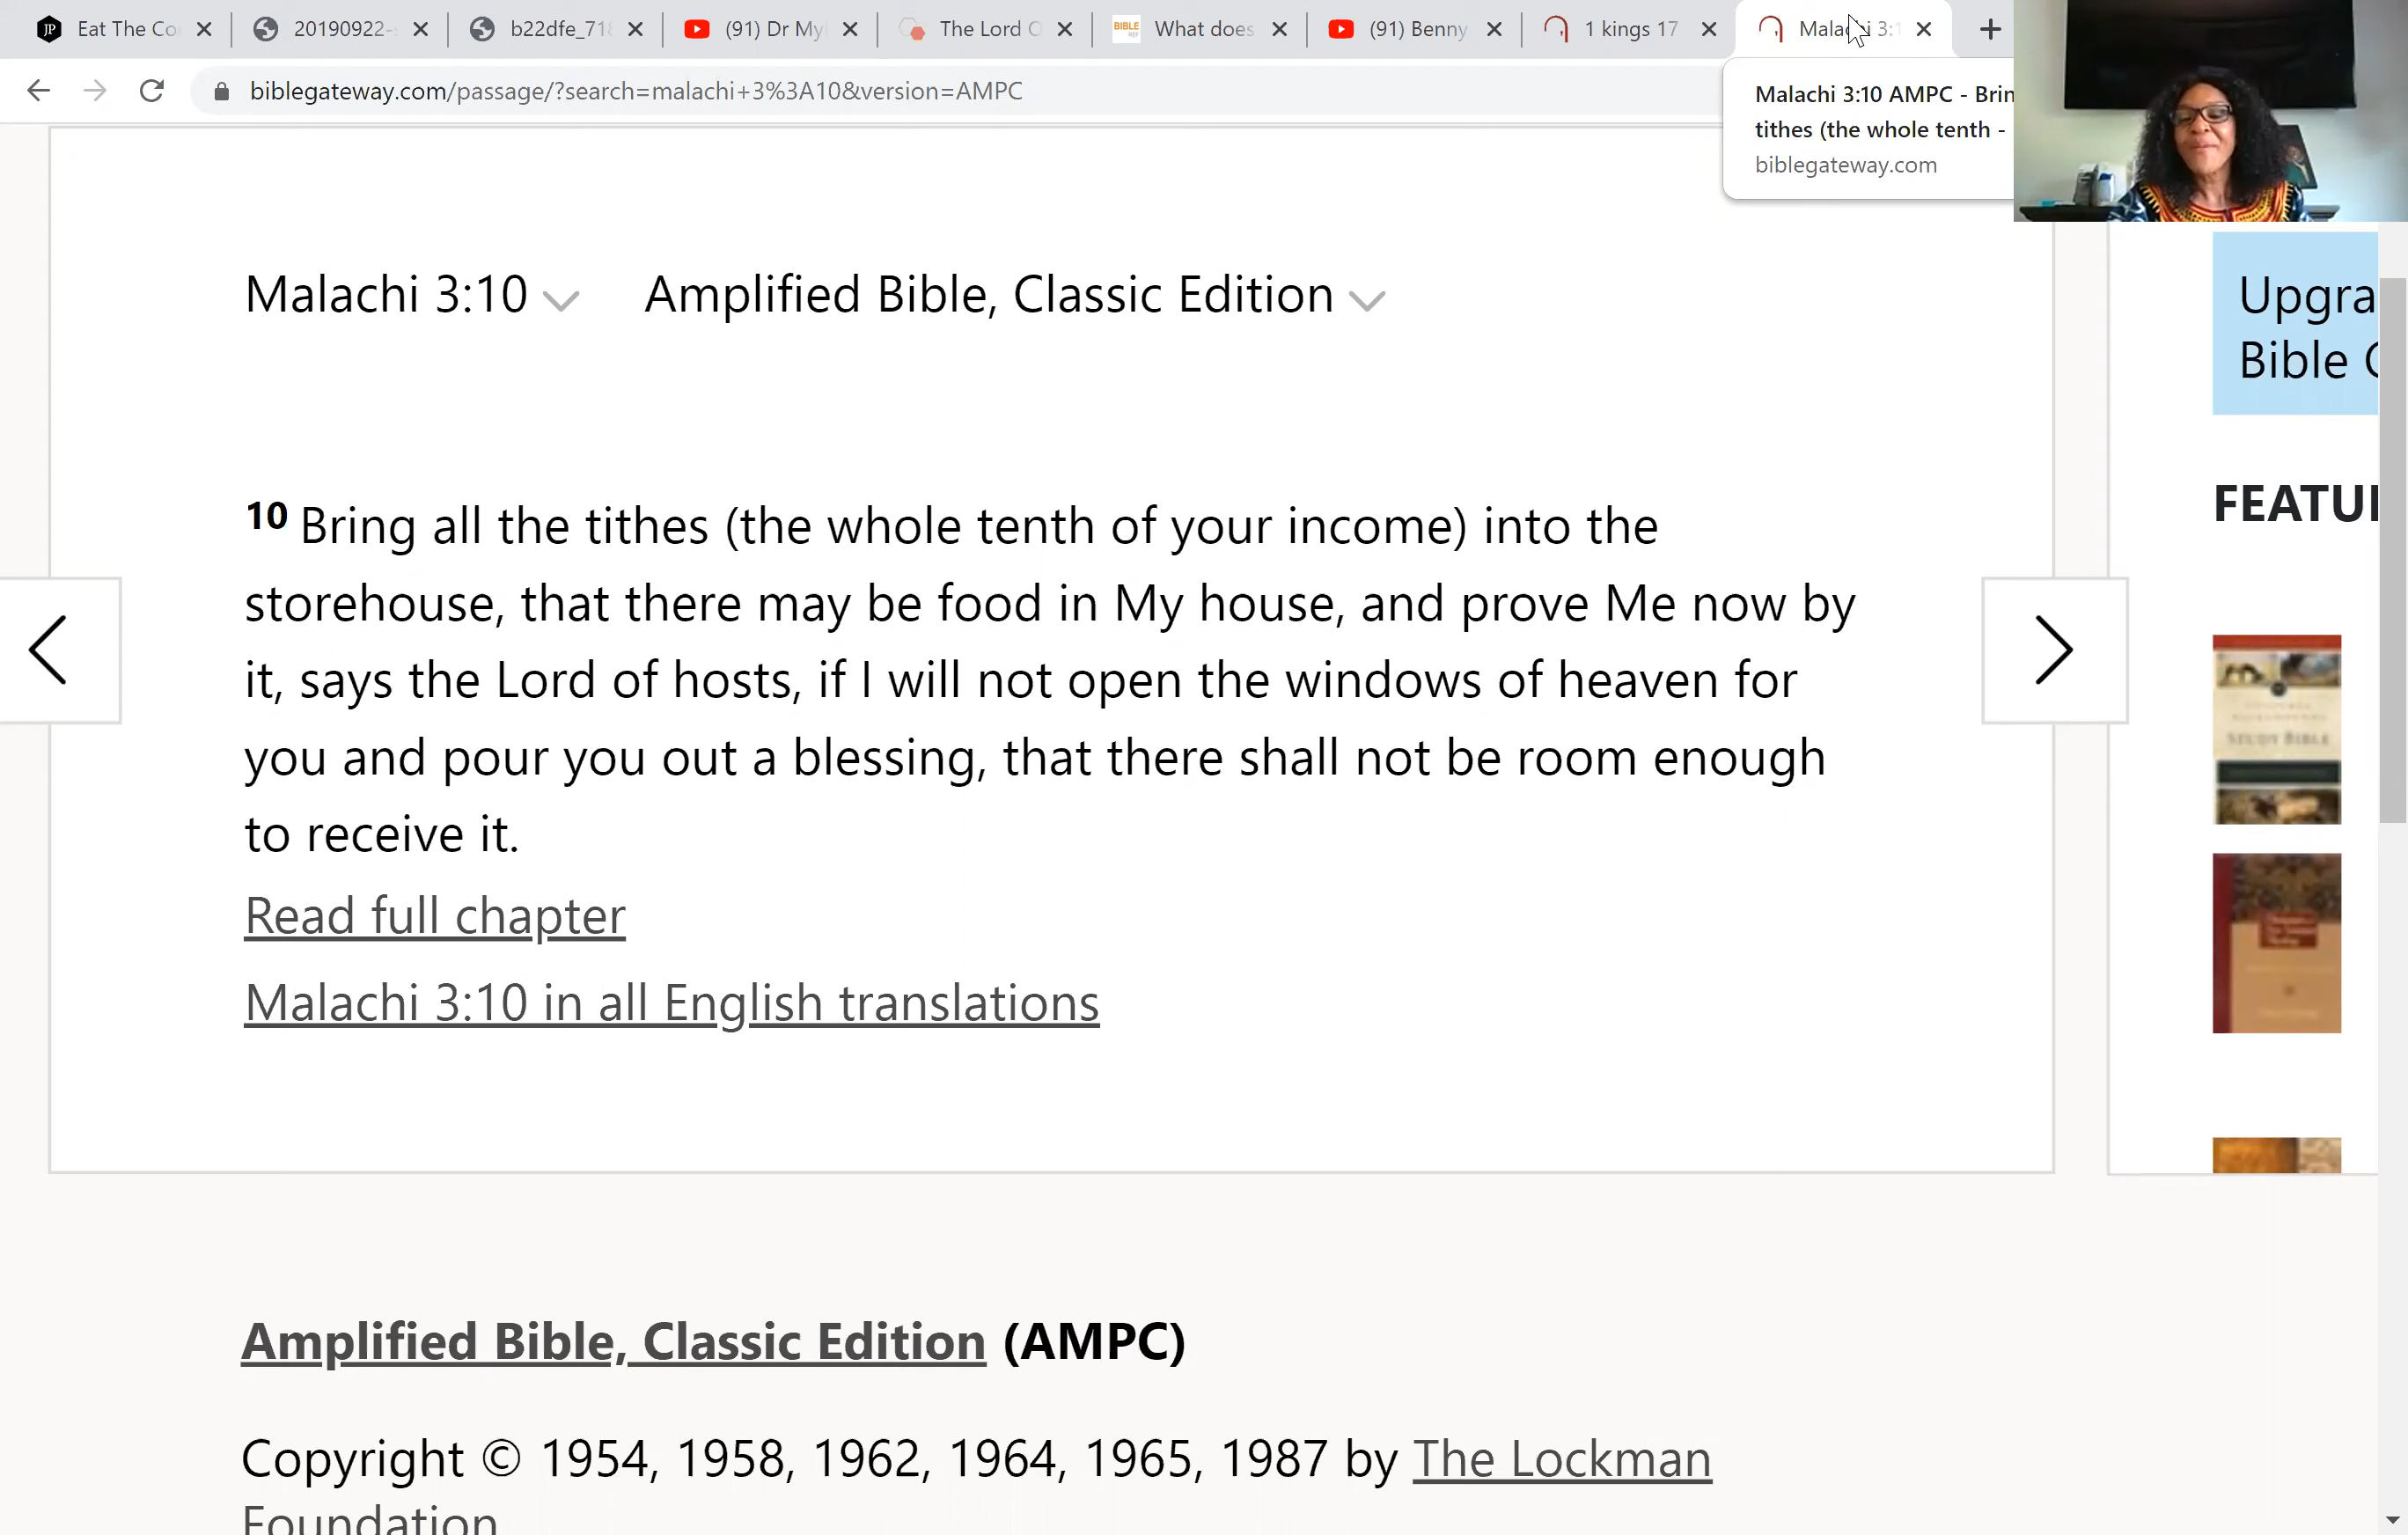 JP Eat The Co
20190922-
b22dfe_71
(91) Dr My
The Lord O
BIBLE What does
(91) Benny
1 kings 17
Mala i 3:1
biblegateway.com/passage/?search=malachi+3%3A10&version=AMPC
Malachi 3:10 AMPC - Brin
tithes (the whole tenth -
biblegateway.com
Malachi 3:10 Amplified Bible, Classic Edition
10 Bring all the tithes (the whole tenth of your income) into the
storehouse, that there may be food in My house, and prove Me now by
it, says the Lord of hosts, if I will not open the windows of heaven for
you and pour you out a blessing, that there shall not be room enough
to receive it.
Read full chapter
Malachi 3:10 in all English translations
Amplified Bible, Classic Edition (AMPC)
Copyright © 1954, 1958, 1962, 1964, 1965, 1987 by The Lockman
Foundation
Upgra
Bible G
FEATU
STUDY BIBLE